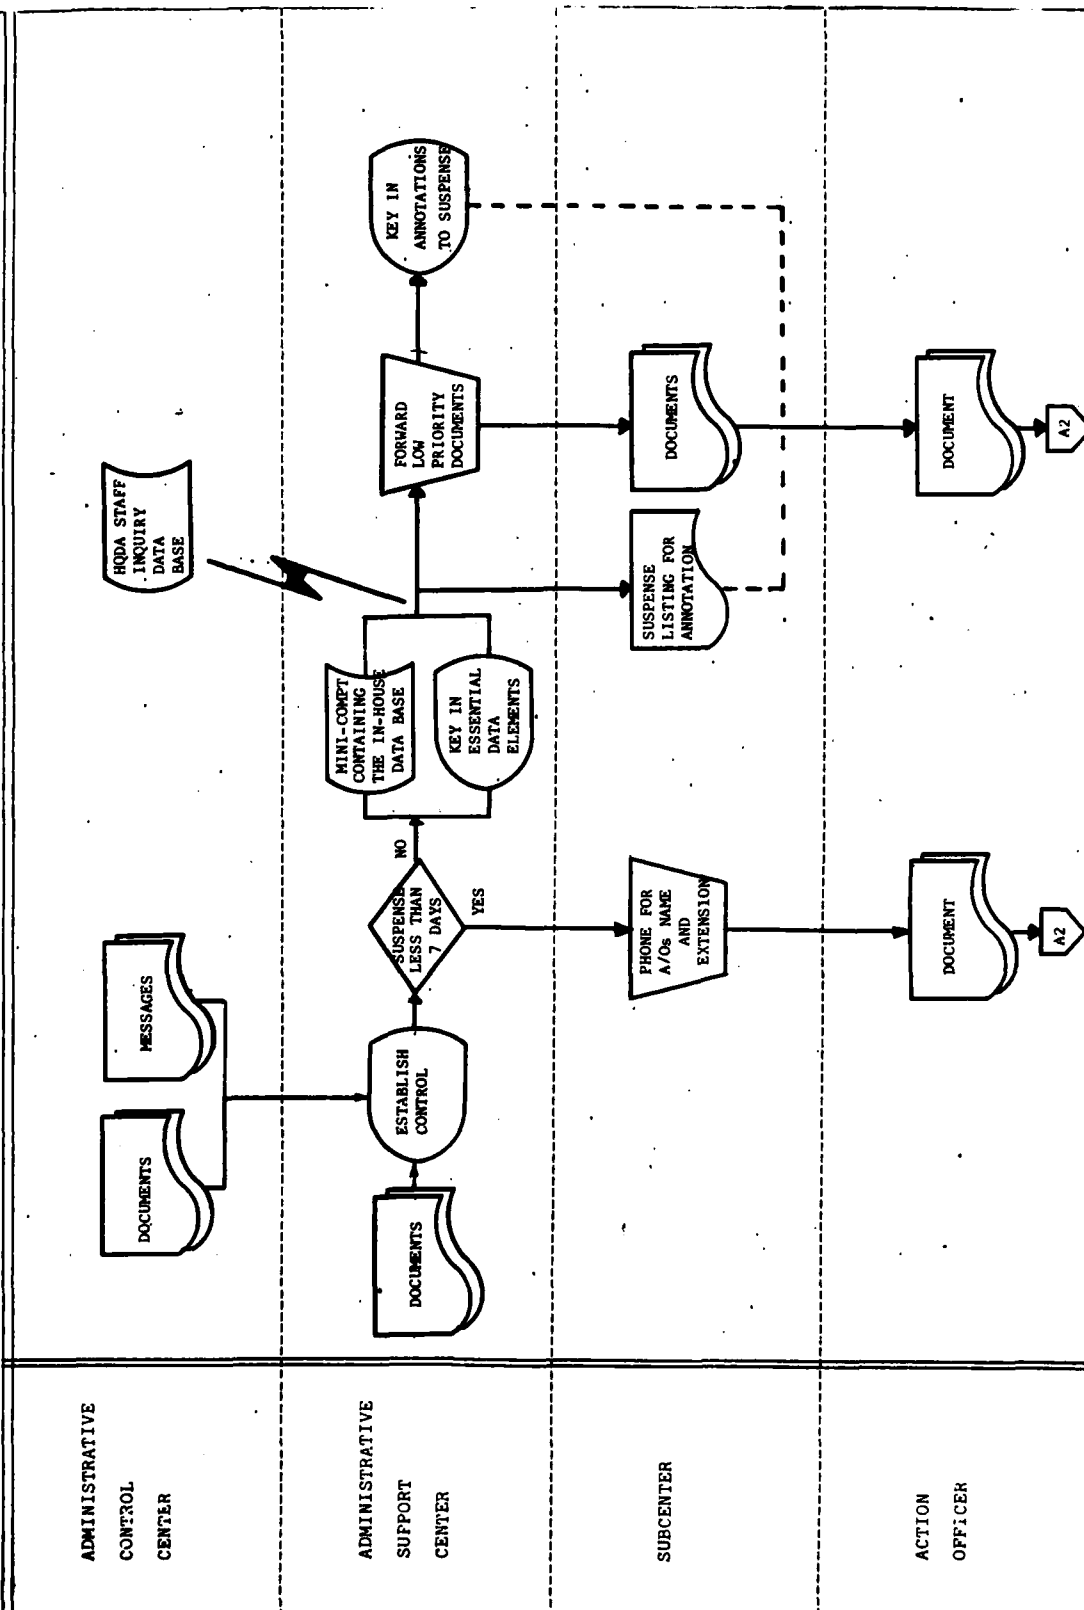 ADMINISTRATIVE
CONTROL
CENTER
DOCUMENTS
MESSAGES
HQDA STAFF
INQUIRY
DATA
BASE
ADMINISTRATIVE
SUPPORT
CENTER
DOCUMENTS
ESTABLISH
CONTROL
SUSPENSE
LESS THAN
7 DAYS
NO
YES
MINI-COMPT
CONTAINING
THE IN-HOUSE
DATA BASE
KEY IN
ESSENTIAL
DATA
ELEMENTS
FORWARD
LOW
PRIORITY
DOCUMENTS
KEY IN
ANNOTATIONS
TO SUSPENSE
SUBCENTER
PHONE FOR
A/Os NAME
AND
EXTENSION
SUSPENSE
LISTING FOR
ANNOTATION
DOCUMENTS
ACTION
OFFICER
DOCUMENT
A2
DOCUMENT
A2